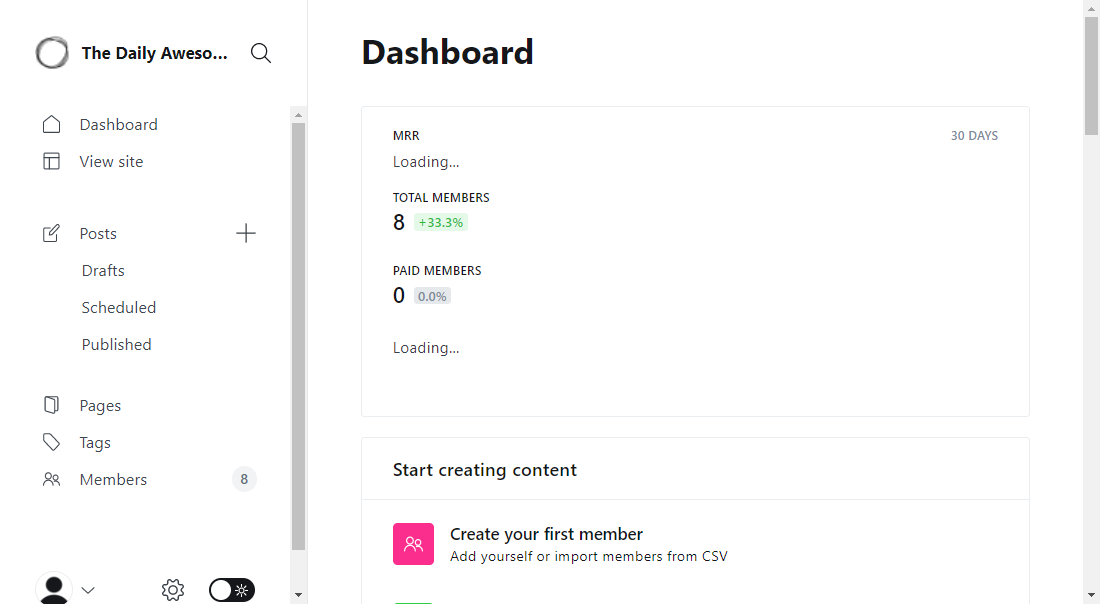 The Daily Aweso...
Dashboard
View site
Posts
Drafts
Scheduled
Published
Pages
Tags
Members 8
Dashboard
MRR
30 DAYS
Loading...
TOTAL MEMBERS
8 +33.3%
PAID MEMBERS
0 0.0%
Loading...
Start creating content
Create your first member
Add yourself or import members from CSV